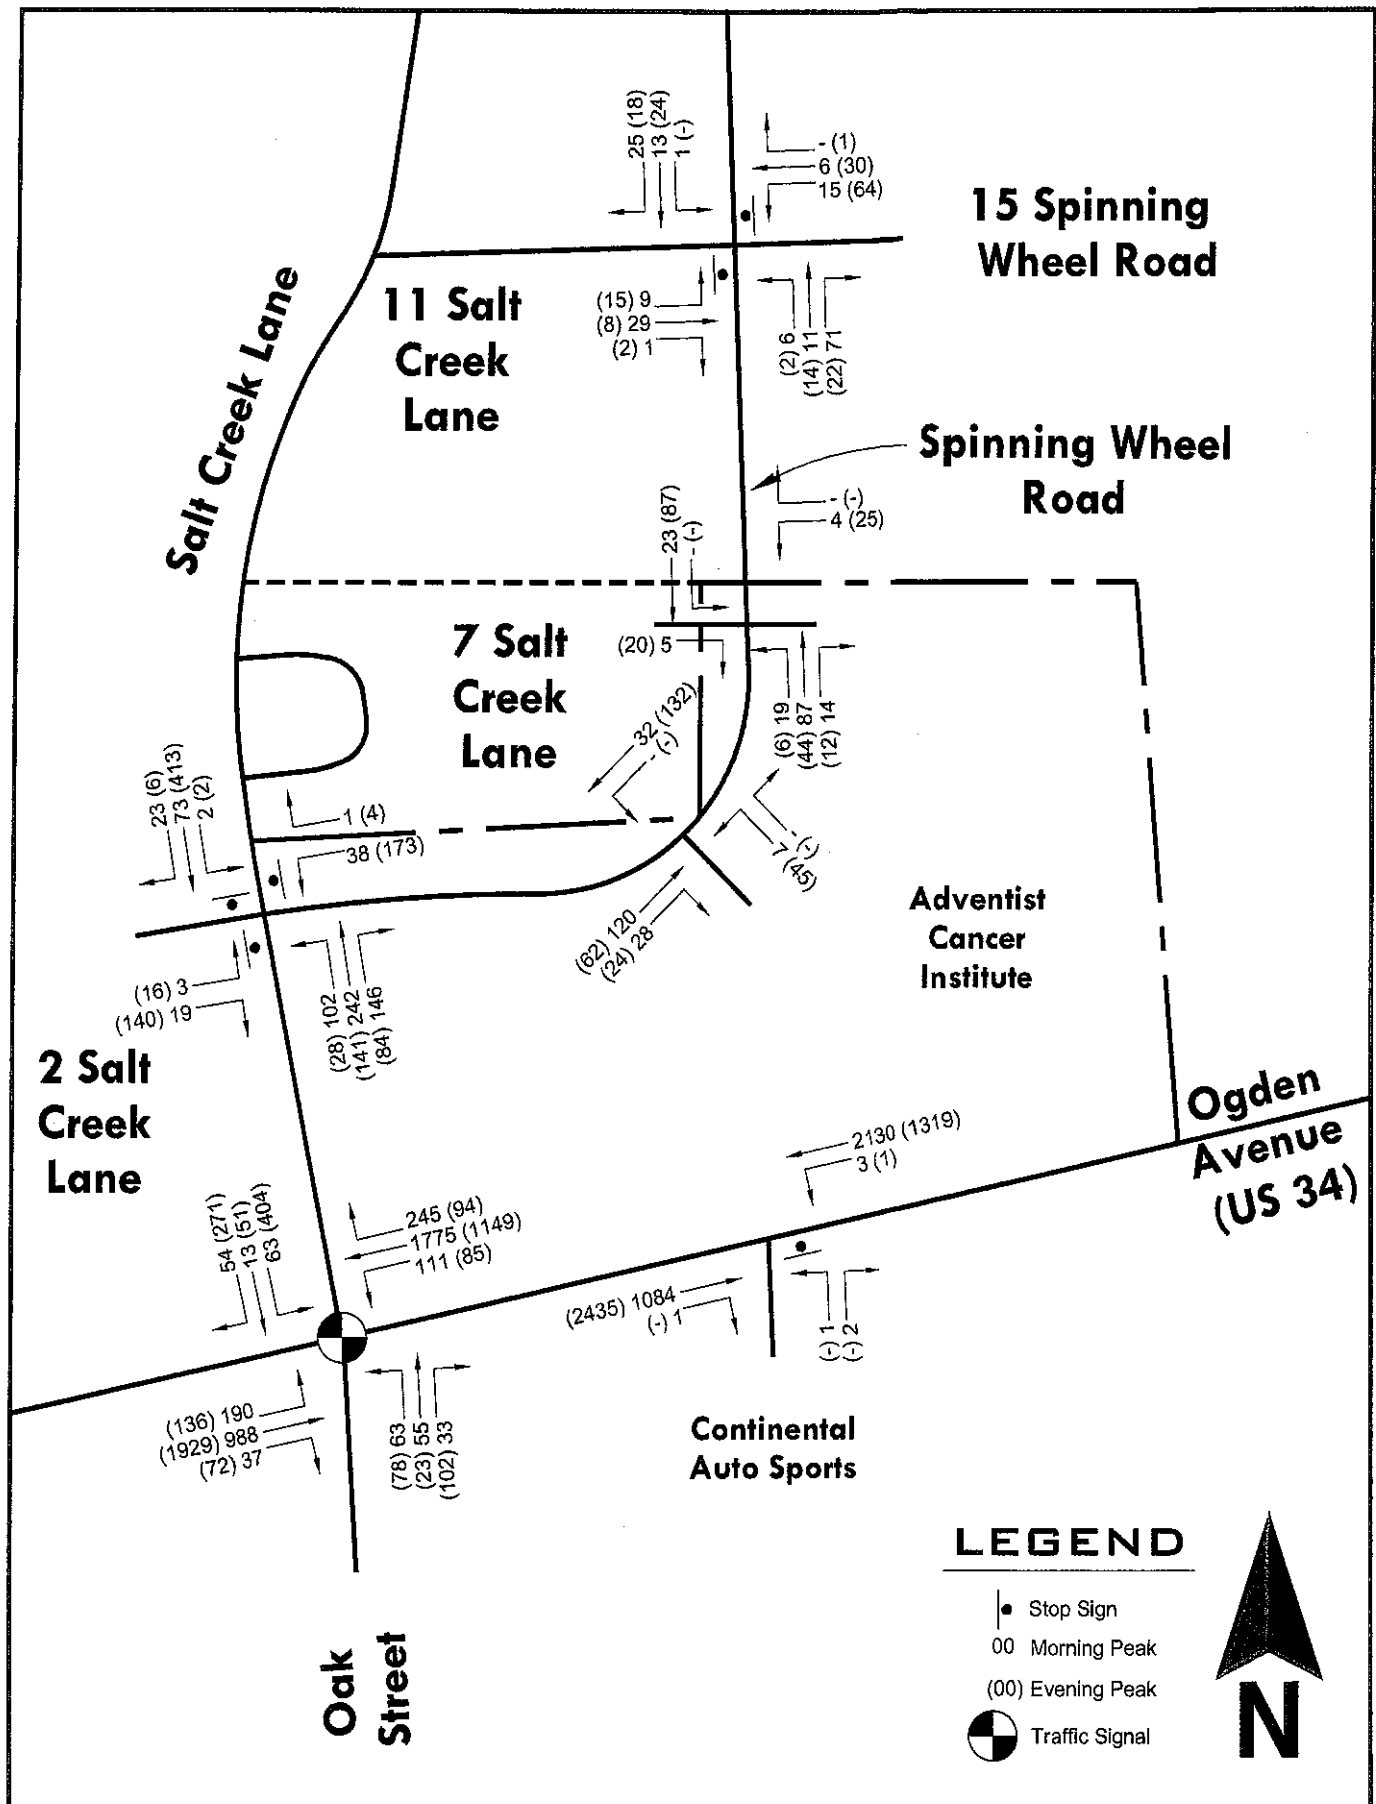 25 (18)
13 (24)
1 (-)
- (1)
6 (30)
15 (64)
15 Spinning
Wheel Road
11 Salt
Creek
Lane
(15) 9
(8) 29
(2) 1
(2) 6
(14) 11
(22) 71
Salt Creek Lane
Spinning Wheel
Road
23 (87)
- (-)
- (-)
4 (25)
7 Salt
Creek
Lane
(20) 5
(6) 19
(44) 87
(12) 14
32 (132)
- (-)
23 (6)
73 (413)
2 (2)
1 (4)
38 (173)
- (-)
7 (45)
(62) 120
(24) 28
Adventist
Cancer
Institute
(16) 3
(140) 19
(28) 102
(141) 242
(84) 146
2 Salt
Creek
Lane
Ogden
Avenue
(US 34)
2130 (1319)
3 (1)
54 (271)
13 (51)
63 (404)
245 (94)
1775 (1149)
111 (85)
(2435) 1084
(-) 1
(-) 1
(-) 2
(136) 190
(1929) 988
(72) 37
(78) 63
(23) 55
(102) 33
Continental
Auto Sports
Oak
Street
LEGEND
Stop Sign
00 Morning Peak
(00) Evening Peak
Traffic Signal
N